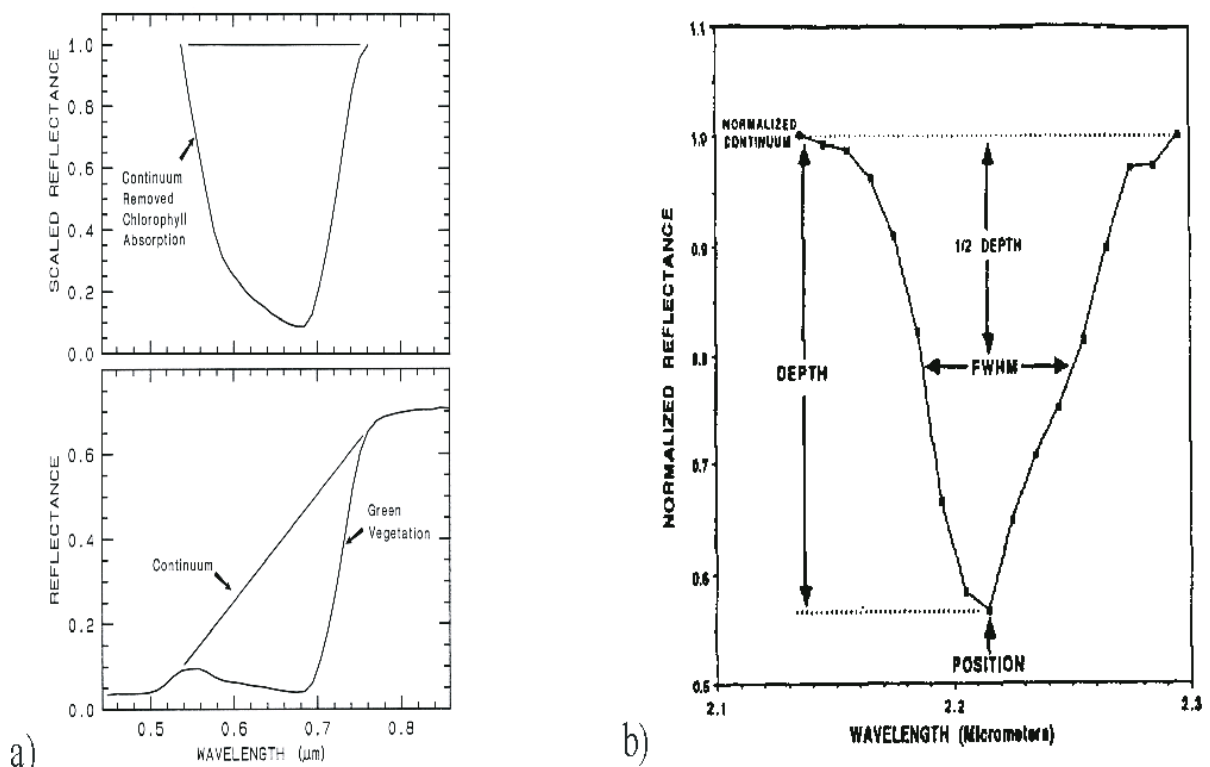 SCALED REFLECTANCE
1.0
0.8
0.6
0.4
0.2
0.0
Continuum
Removed
Chlorophyll
Absorption
REFLECTANCE
0.6
0.4
0.2
0.0
Continuum
Green
Vegetation
0.5 0.6 0.7 0.8
WAVELENGTH (µm)
a)
NORMALIZED REFLECTANCE
1.1
1.0
0.9
0.8
0.7
0.6
0.5
NORMALIZED
CONTINUUM
1/2 DEPTH
DEPTH
FWHM
POSITION
2.1 2.2 2.3
WAVELENGTH (Micrometers)
b)